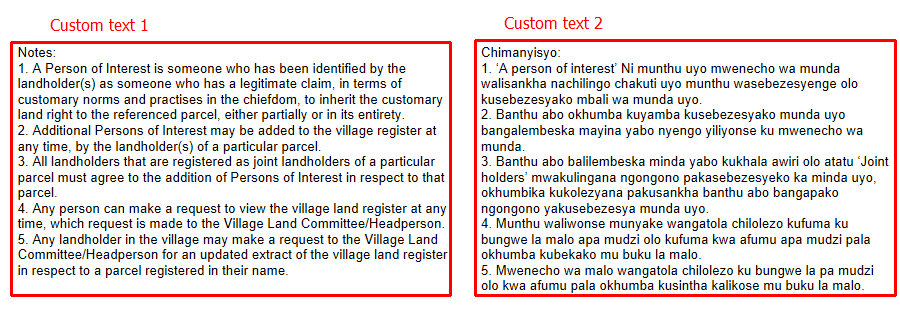 Custom text 1
Notes:
1. A Person of Interest is someone who has been identified by the
landholder(s) as someone who has a legitimate claim, in terms of
customary norms and practises in the chiefdom, to inherit the customary
land right to the referenced parcel, either partially or in its entirety.
2. Additional Persons of Interest may be added to the village register at
any time, by the landholder(s) of a particular parcel.
3. All landholders that are registered as joint landholders of a particular
parcel must agree to the addition of Persons of Interest in respect to that
parcel.
4. Any person can make a request to view the village land register at any
time, which request is made to the Village Land Committee/Headperson.
5. Any landholder in the village may make a request to the Village Land
Committee/Headperson for an updated extract of the village land register
in respect to a parcel registered in their name.
Custom text 2
Chimanyisyo:
1. ‘A person of interest’ Ni munthu uyo mwenecho wa munda
walisankha nachilingo chakuti uyo munthu wasebezesyenge olo
kusebezesyako mbali wa munda uyo.
2. Banthu abo okhumba kuyamba kusebezesyako munda uyo
bangalembeska mayina yabo nyengo yiliyonse ku mwenecho wa
munda.
3. Banthu abo balilembeska minda yabo kukhala awiri olo atatu ‘Joint
holders’ mwakulingana ngongono pakasebezesyeko ka minda uyo,
okhumbika kukolezyana pakusankha banthu abo bangapako
ngongono yakusebezesya munda uyo.
4. Munthu waliwonse munyake wangatola chilolezo kufuma ku
bungwe la malo apa mudzi olo kufuma kwa afumu apa mudzi pala
okhumba kubekako mu buku la malo.
5. Mwenecho wa malo wangatola chilolezo ku bungwe la pa mudzi
olo kwa afumu pala okhumba kusintha kalikose mu buku la malo.